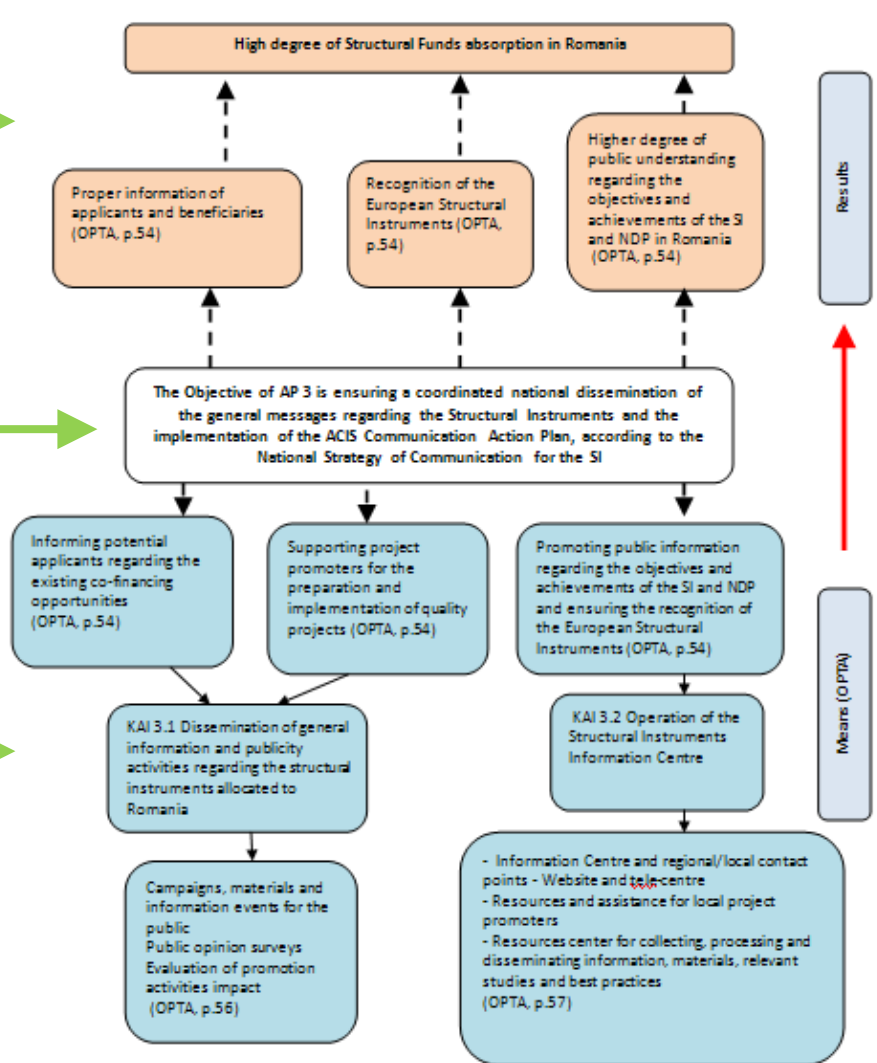 High degree of Structural Funds absorption in Romania
Proper information of
applicants and beneficiaries
(OPTA, p.54)
Recognition of the
European Structural
Instruments (OPTA,
p.54)
Higher degree of
public understanding
regarding the
objectives and
achievements of the SI
and NDP in Romania
(OPTA, p.54)
Results
The Objective of AP 3 is ensuring a coordinated national dissemination of
the general messages regarding the Structural Instruments and the
implementation of the ACIS Communication Action Plan, according to the
National Strategy of Communication for the SI
Informing potential
applicants regarding the
existing co-financing
opportunities
(OPTA, p.54)
Supporting project
promoters for the
preparation and
implementation of quality
projects (OPTA, p.54)
Promoting public information
regarding the objectives and
achievements of the SI and NDP
and ensuring the recognition of
the European Structural
Instruments (OPTA, p.54)
Means (OPTA)
KAI 3.1 Dissemination of general
information and publicity
activities regarding the structural
instruments allocated to
Romania
KAI 3.2 Operation of the
Structural Instruments
Information Centre
Campaigns, materials and
information events for the
public
Public opinion surveys
Evaluation of promotion
activities impact
(OPTA, p.56)
- Information Centre and regional/local contact
points - Website and tele-centre
- Resources and assistance for local project
promoters
- Resources center for collecting, processing and
disseminating information, materials, relevant
studies and best practices
(OPTA, p.57)